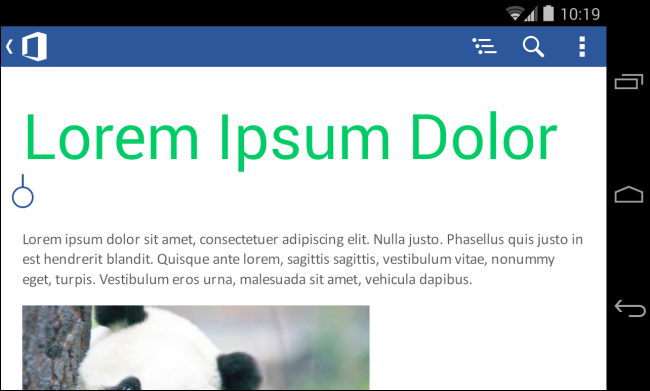 10:19
Lorem Ipsum Dolor
Lorem ipsum dolor sit amet, consectetuer adipiscing elit. Nulla justo. Phasellus quis justo in
est hendrerit blandit. Quisque ante lorem, sagittis sagittis, vestibulum vitae, nonummy
eget, turpis. Vestibulum eros urna, malesuada sit amet, vehicula dapibus.